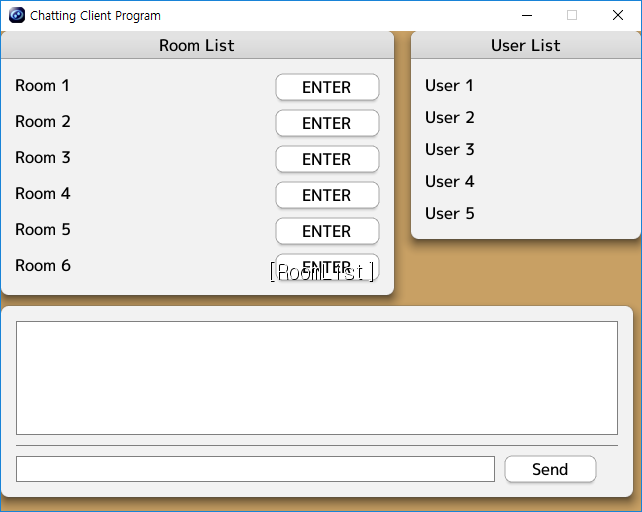 Chatting Client Program
Room List
Room 1 ENTER
Room 2 ENTER
Room 3 ENTER
Room 4 ENTER
Room 5 ENTER
Room 6 ENTER
[RoomList]
User List
User 1
User 2
User 3
User 4
User 5
Send